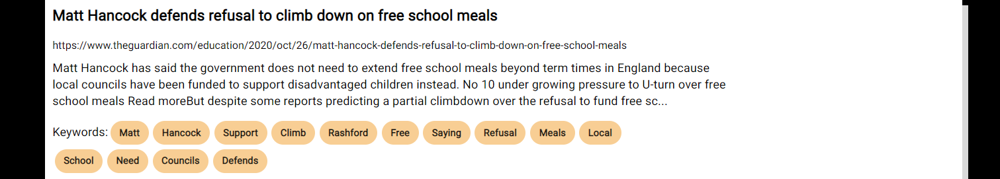 Matt Hancock defends refusal to climb down on free school meals
https://www.theguardian.com/education/2020/oct/26/matt-hancock-defends-refusal-to-climb-down-on-free-school-meals
Matt Hancock has said the government does not need to extend free school meals beyond term times in England because
local councils have been funded to support disadvantaged children instead. No 10 under growing pressure to U-turn over free
school meals Read moreBut despite some reports predicting a partial climbdown over the refusal to fund free sc...
Keywords: Matt Hancock Support Climb Rashford Free Saying Refusal Meals Local
School Need Councils Defends